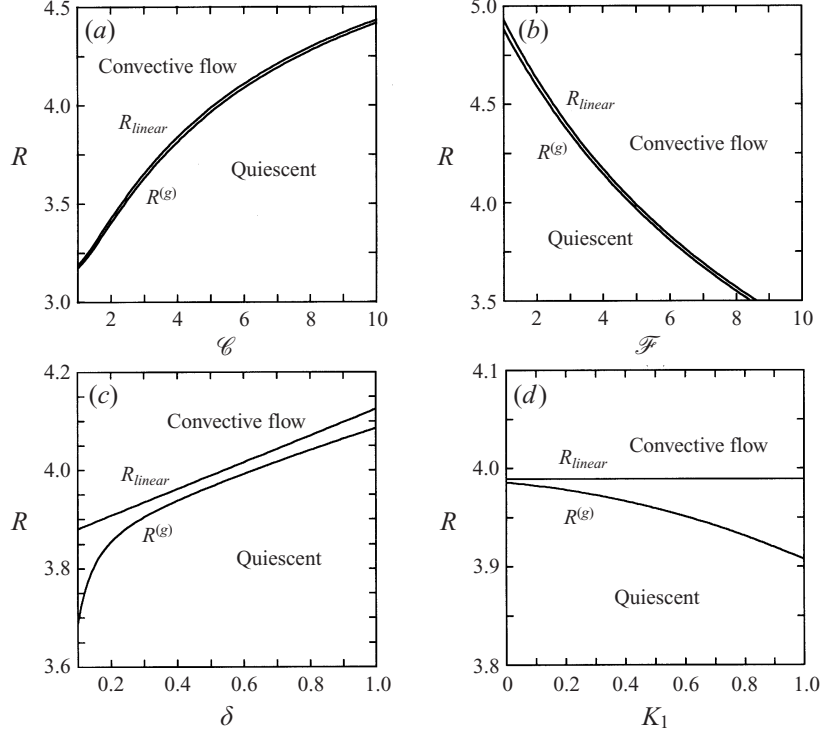 (a)
4.5
4.0
3.5
3.0
R
Convective flow
R_linear
R^(g)
Quiescent
2 4 6 8 10
𝒞
(b)
5.0
4.5
4.0
3.5
R_linear
R^(g)
Convective flow
Quiescent
2 4 6 8 10
ℱ
(c)
4.2
4.0
3.8
3.6
R
Convective flow
R_linear
R^(g)
Quiescent
0.2 0.4 0.6 0.8 1.0
δ
(d)
4.1
4.0
3.9
3.8
R
Convective flow
R_linear
R^(g)
Quiescent
0 0.2 0.4 0.6 0.8 1.0
K₁